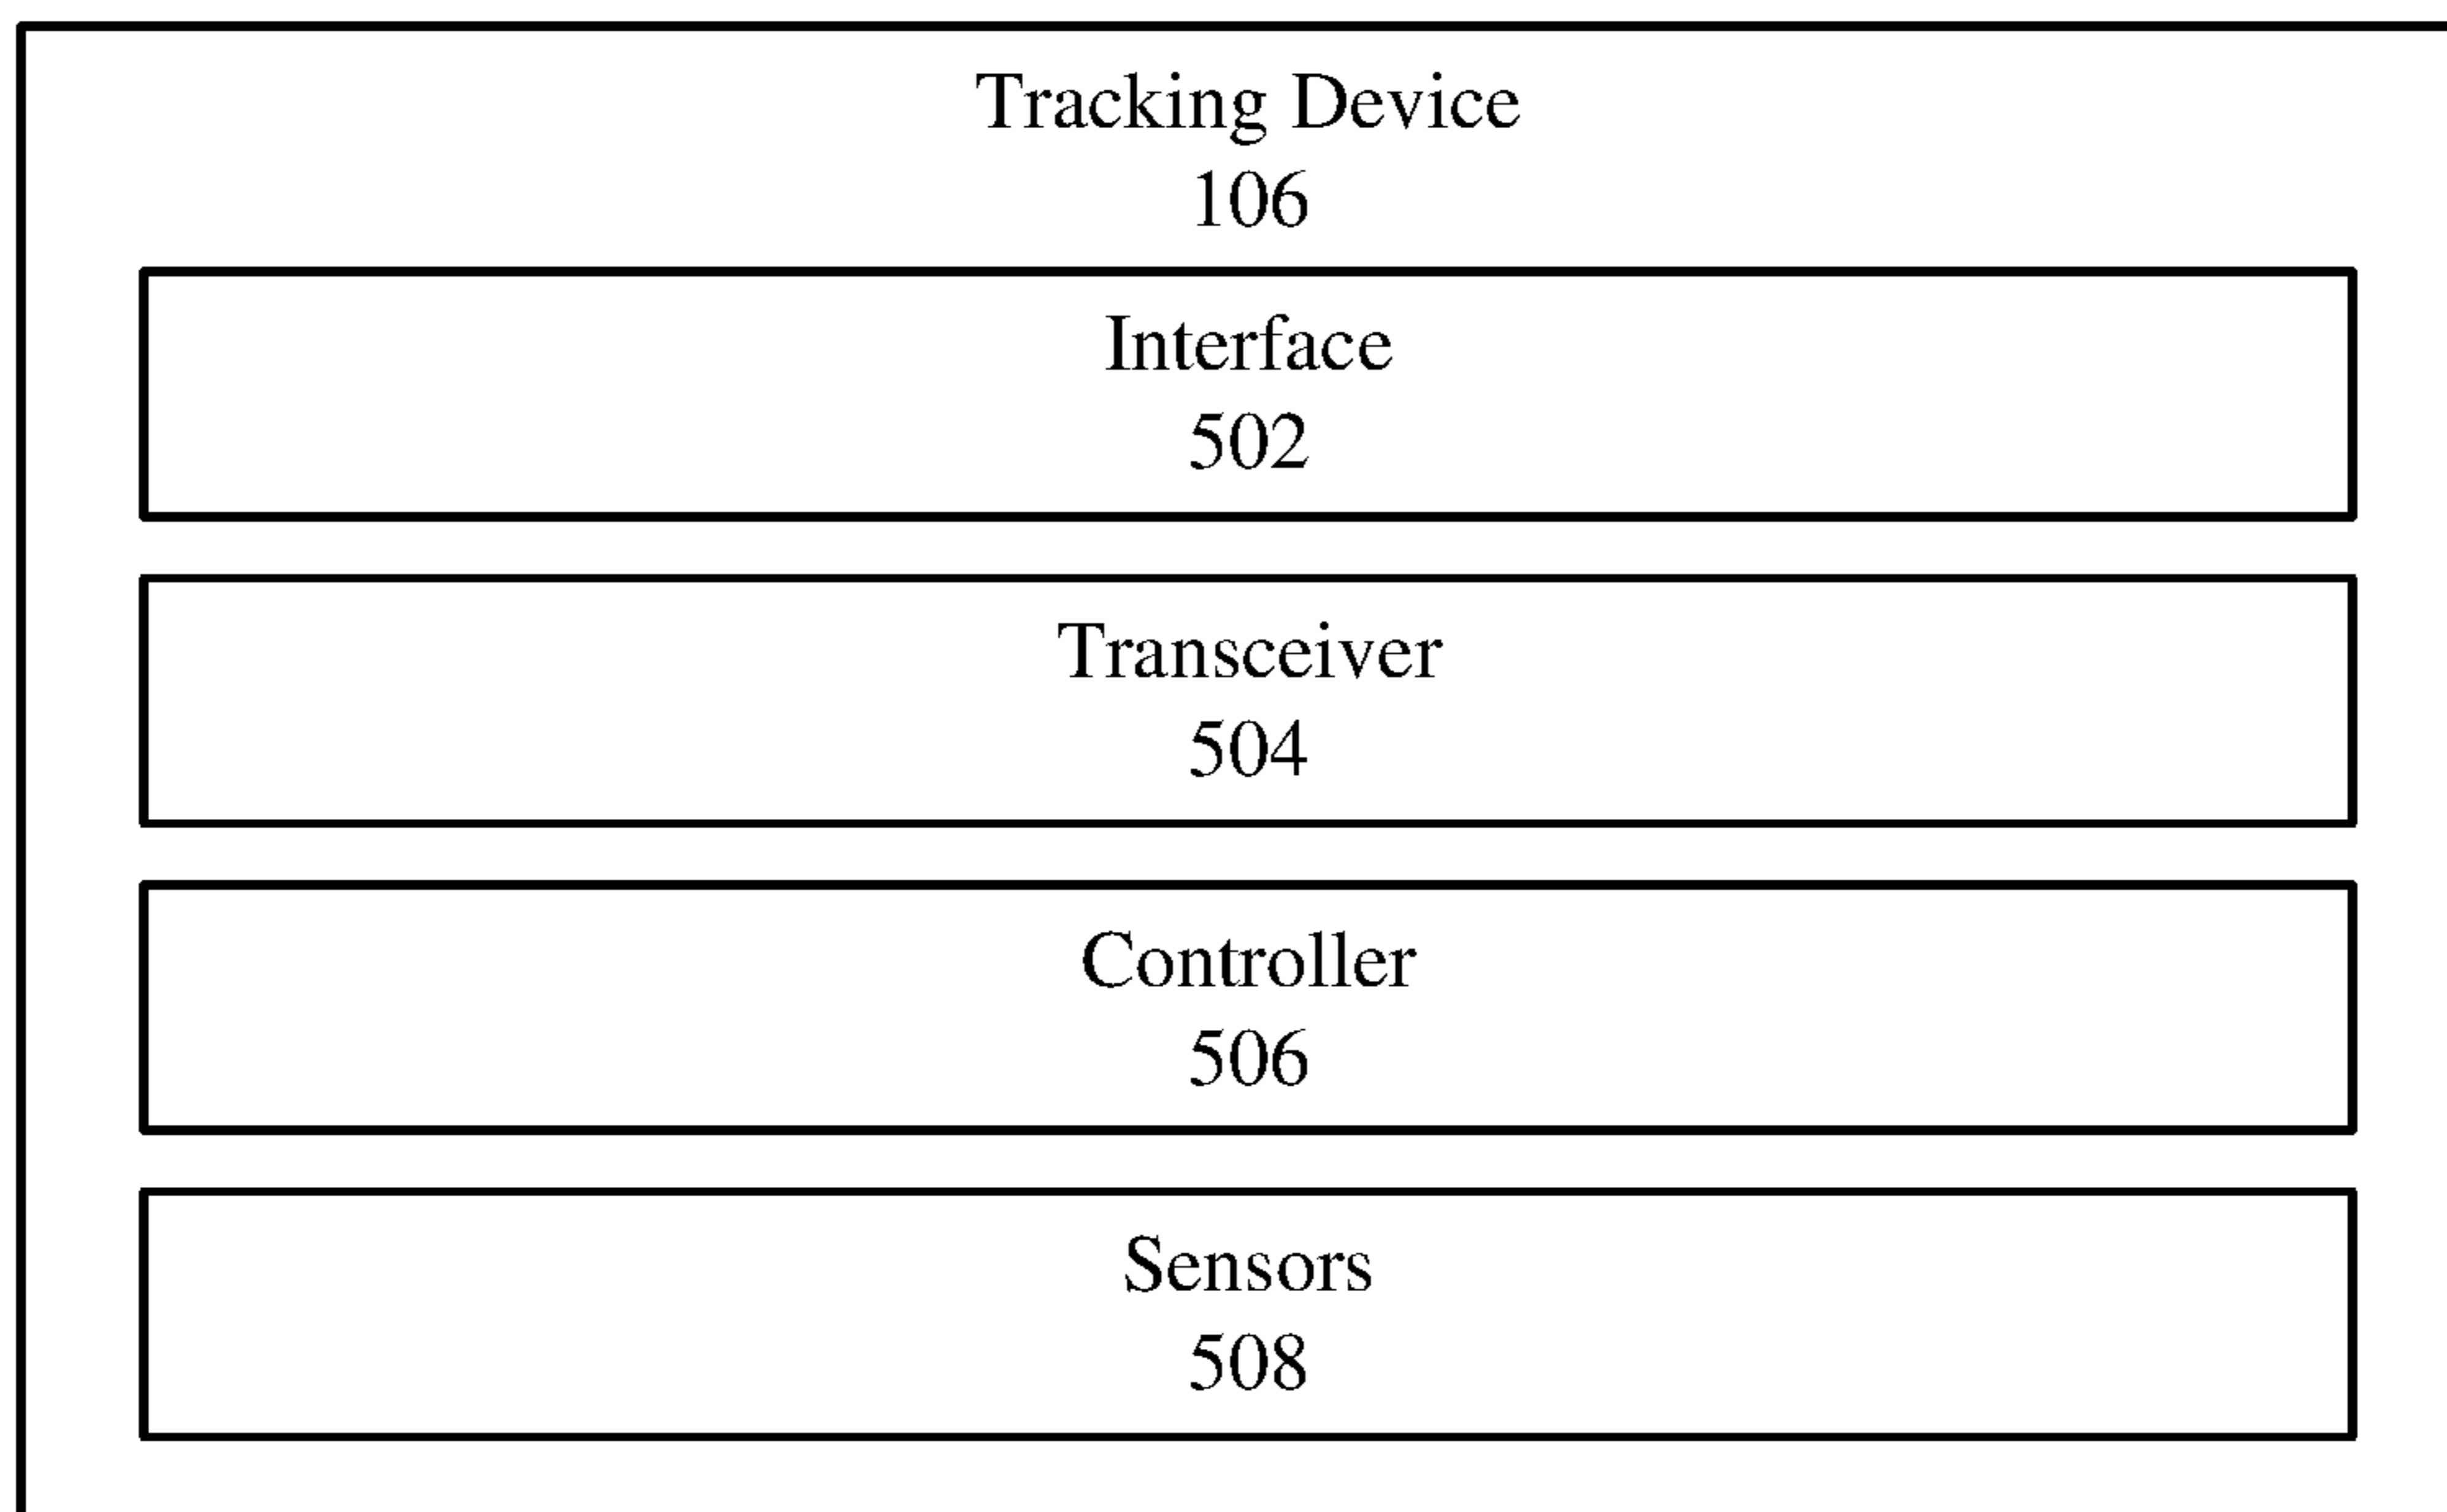 Tracking Device
106
Interface
502
Transceiver
504
Controller
506
Sensors
508